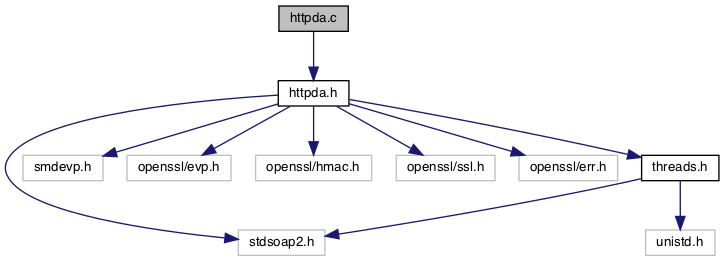 httpda.c
httpda.h
smdevp.h
openssl/evp.h
openssl/hmac.h
openssl/ssl.h
openssl/err.h
threads.h
stdsoap2.h
unistd.h